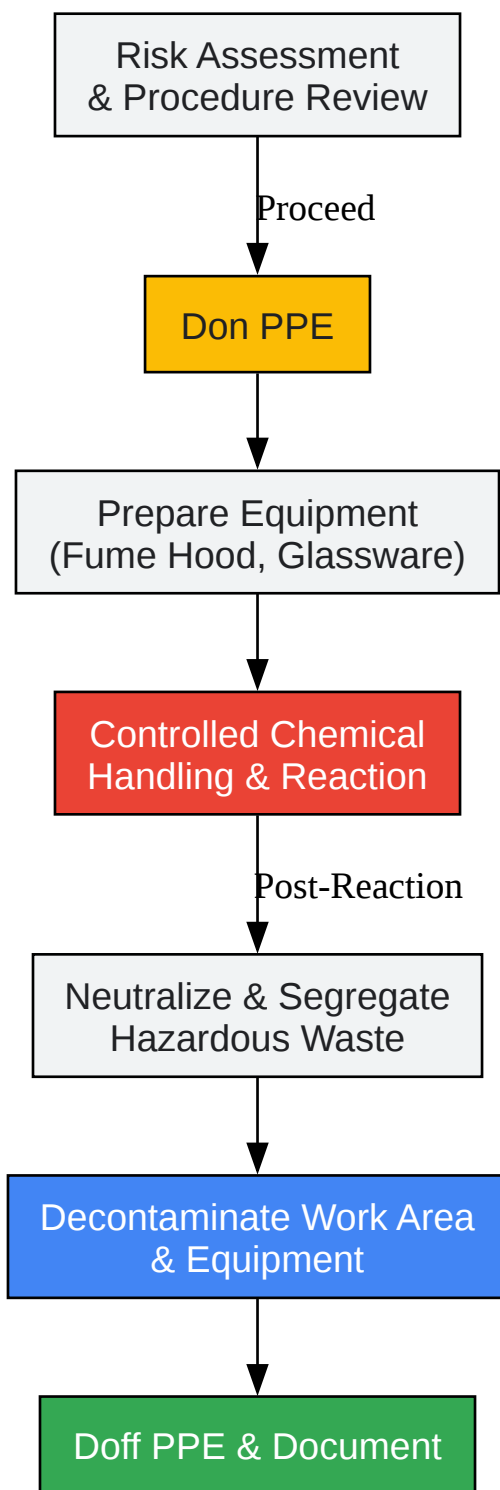 Risk Assessment
& Procedure Review
Proceed
Don PPE
Prepare Equipment
(Fume Hood, Glassware)
Controlled Chemical
Handling & Reaction
Post-Reaction
Neutralize & Segregate
Hazardous Waste
Decontaminate Work Area
& Equipment
Doff PPE & Document